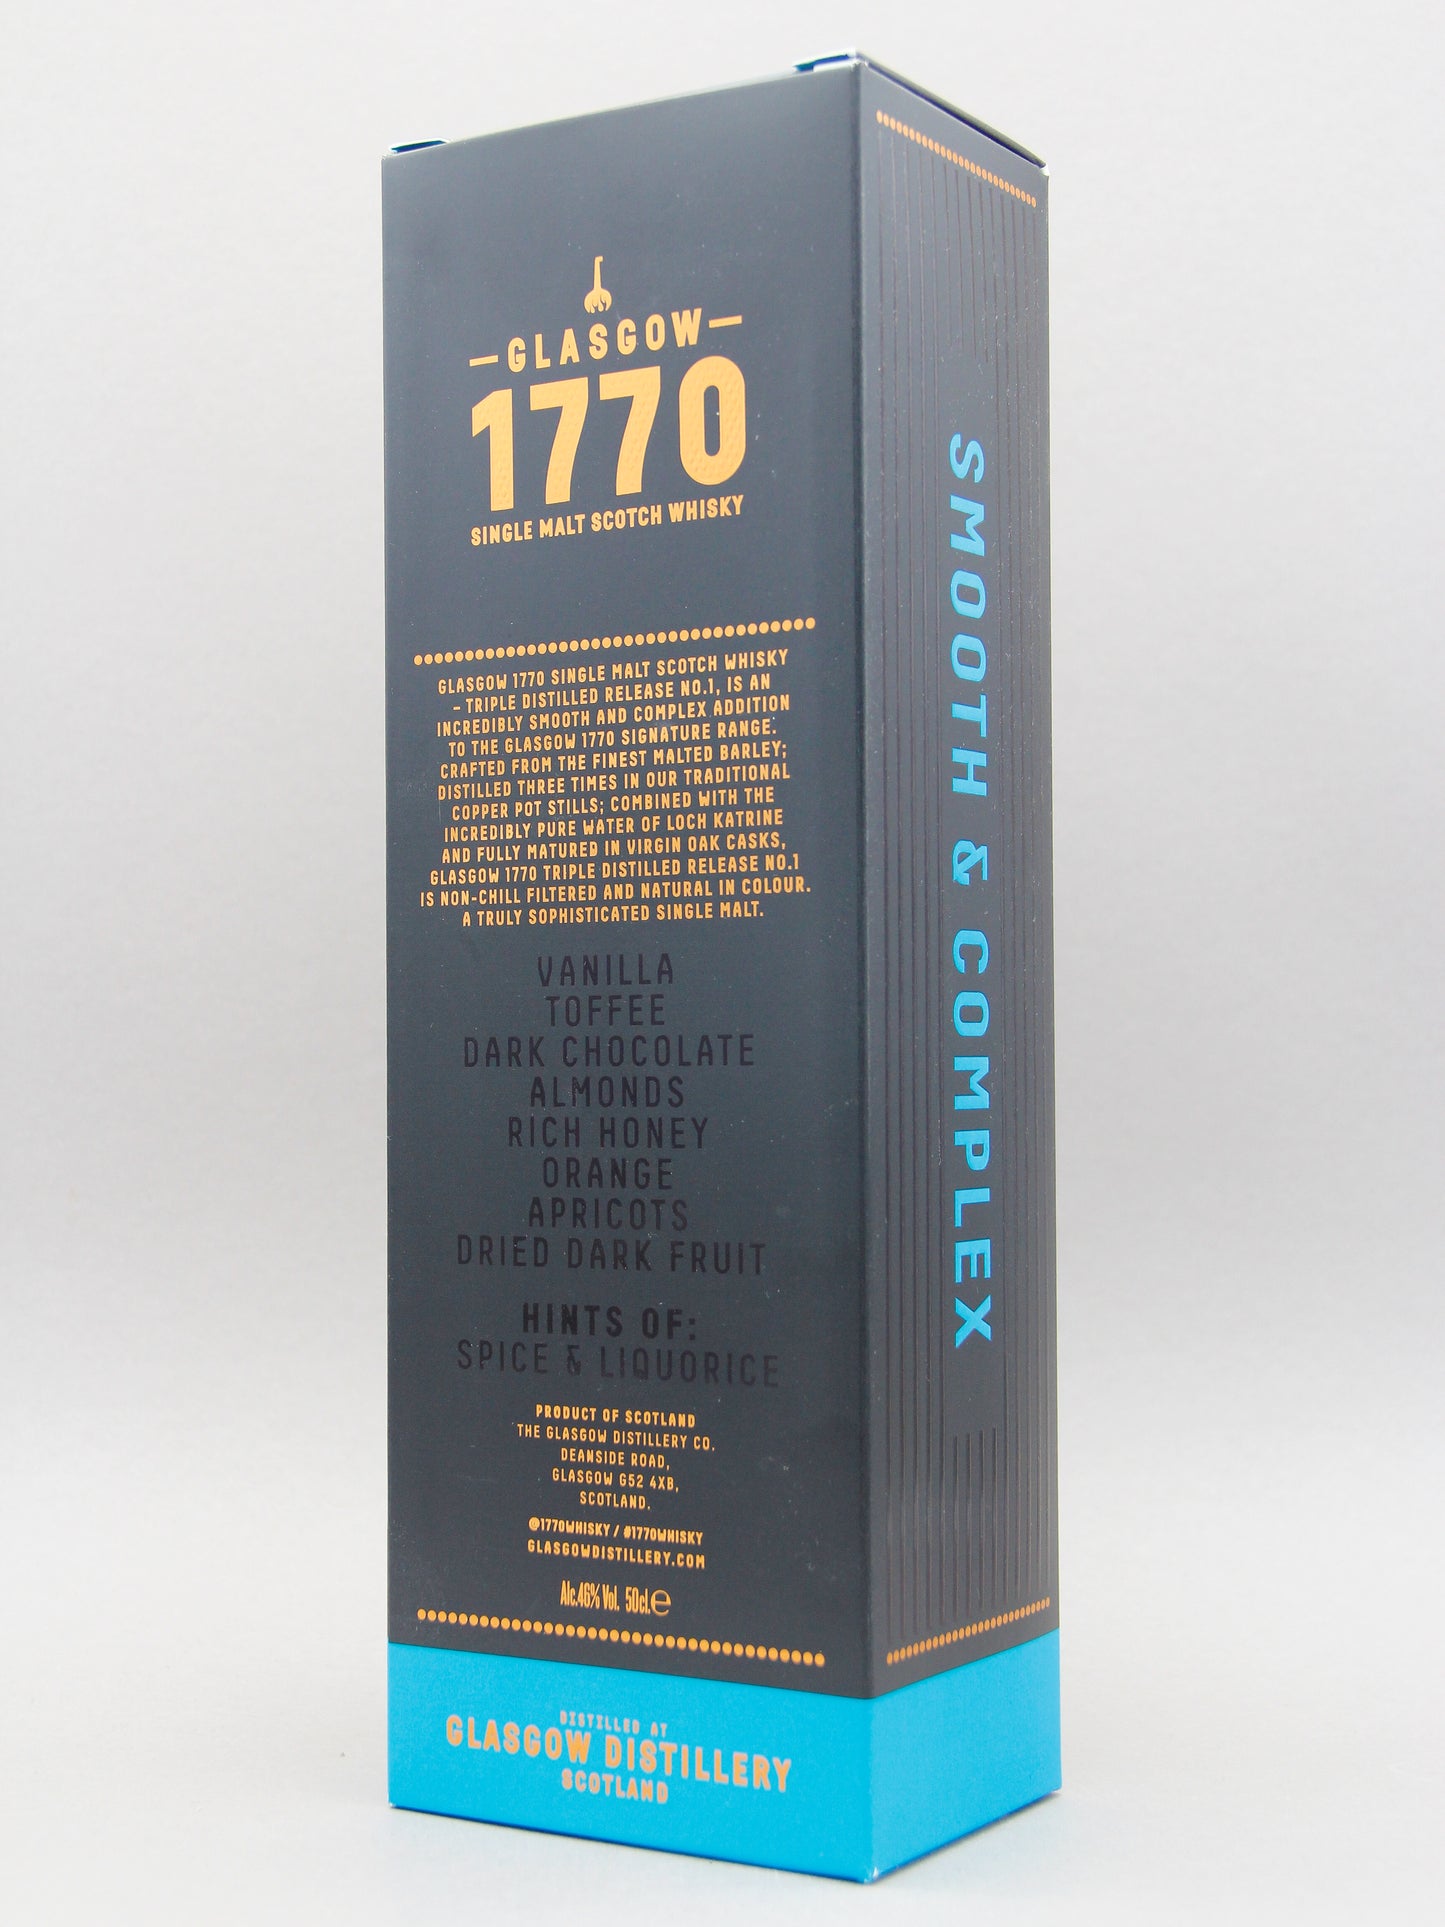 GLASGOW
1770
SINGLE MALT SCOTCH WHISKY
GLASGOW 1770 SINGLE MALT SCOTCH WHISKY
– TRIPLE DISTILLED RELEASE NO.1, IS AN
INCREDIBLY SMOOTH AND COMPLEX ADDITION
TO THE GLASGOW 1770 SIGNATURE RANGE.
CRAFTED FROM THE FINEST MALTED BARLEY;
DISTILLED THREE TIMES IN OUR TRADITIONAL
COPPER POT STILLS; COMBINED WITH THE
INCREDIBLY PURE WATER OF LOCH KATRINE
AND FULLY MATURED IN VIRGIN OAK CASKS,
GLASGOW 1770 TRIPLE DISTILLED RELEASE NO.1
IS NON-CHILL FILTERED AND NATURAL IN COLOUR.
A TRULY SOPHISTICATED SINGLE MALT.
VANILLA
TOFFEE
DARK CHOCOLATE
ALMONDS
RICH HONEY
ORANGE
APRICOTS
DRIED DARK FRUIT
HINTS OF:
SPICE & LIQUORICE
PRODUCT OF SCOTLAND
THE GLASGOW DISTILLERY CO.
DEANSIDE ROAD,
GLASGOW G52 4XB,
SCOTLAND.
@1770WHISKY / #1770WHISKY
GLASGOWDISTILLERY.COM
Alc.46% Vol. 50cl.℮
DISTILLED AT
GLASGOW DISTILLERY
SCOTLAND
SMOOTH & COMPLEX